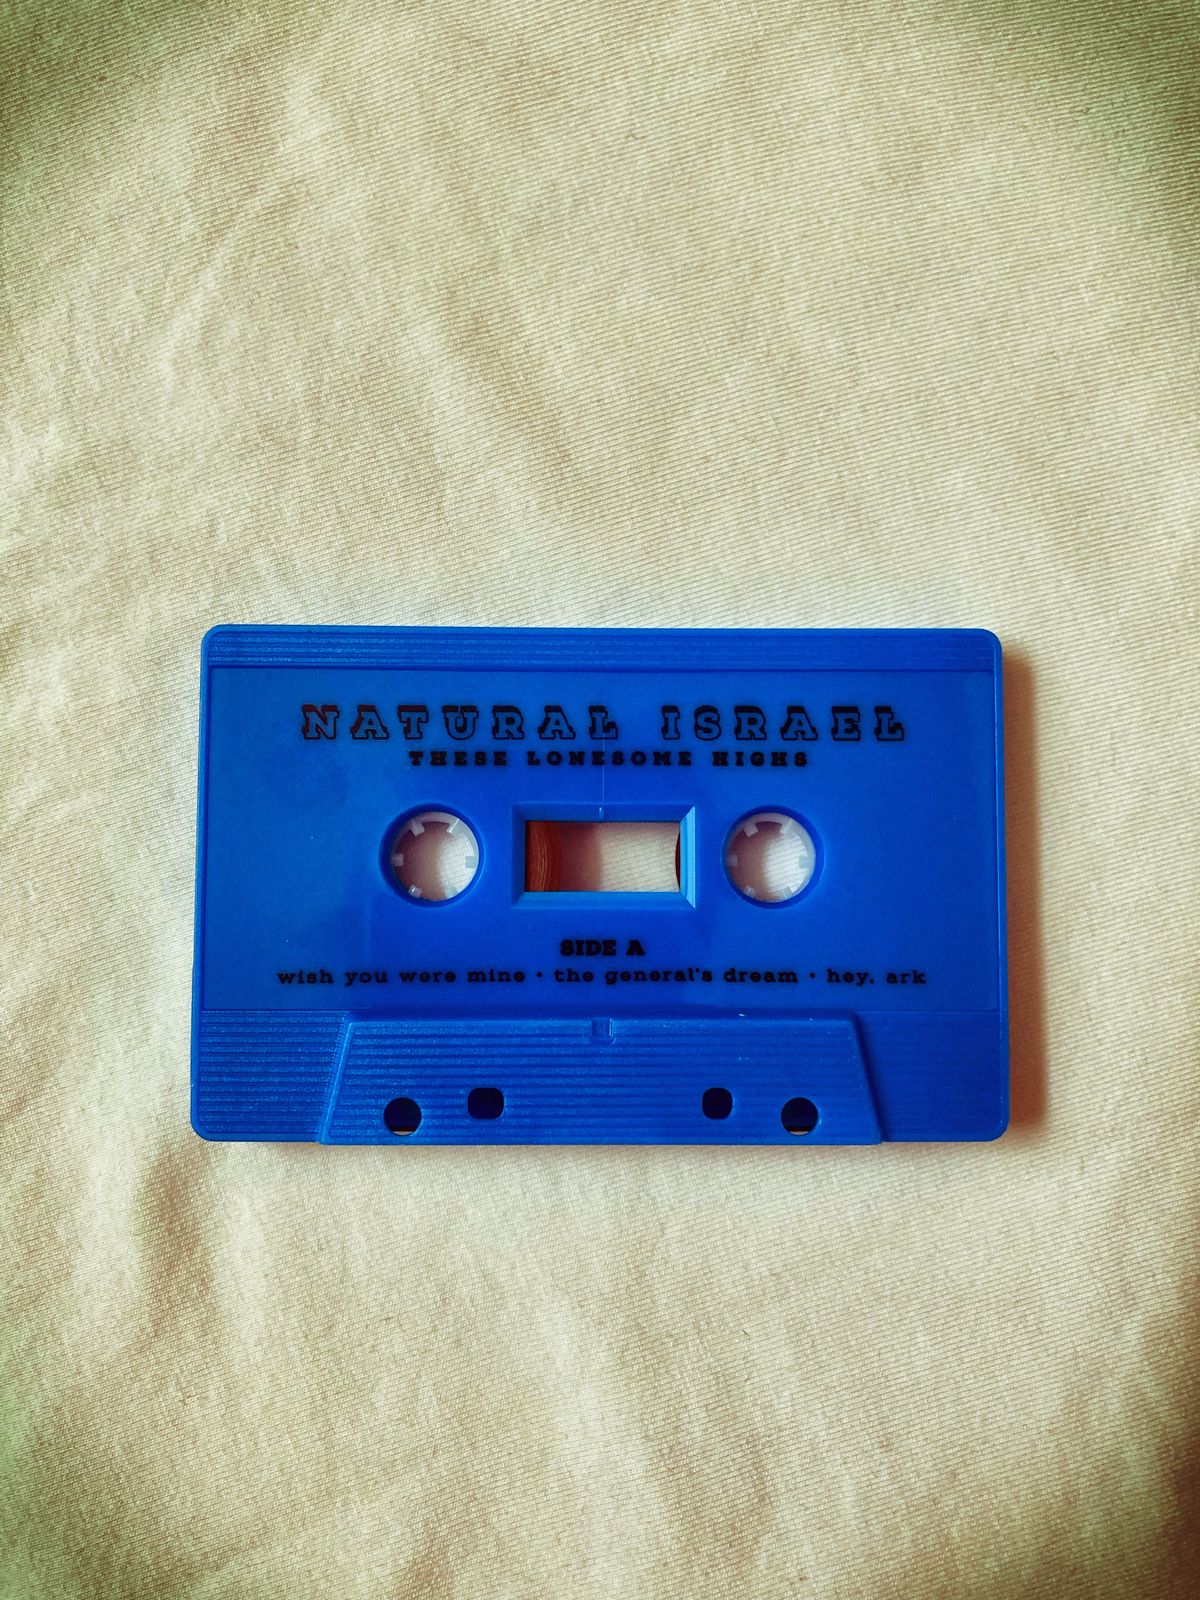 NATURAL ISRAEL
THESE LONESOME HIGHS
SIDE A
wish you were mine • the general's dream • hey, ark